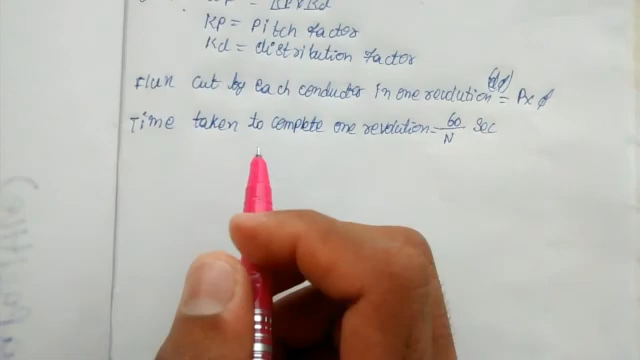 KP = Pitch factor
Kd = distribution factor
Flux cut by each conductor in one revolution (dφ) = P x φ
Time taken to complete one revolution = 60/N Sec